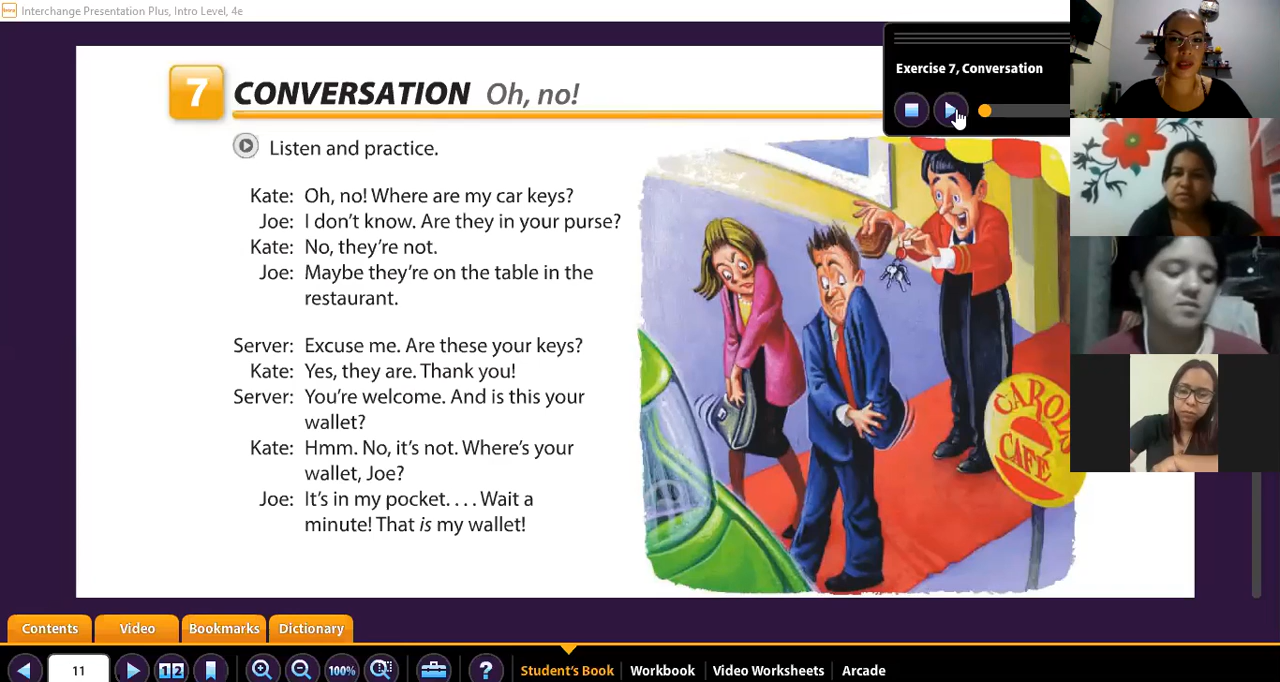 Interchange Presentation Plus, Intro Level, 4e
Exercise 7, Conversation
7 CONVERSATION Oh, no!
Listen and practice.
Kate: Oh, no! Where are my car keys?
Joe: I don't know. Are they in your purse?
Kate: No, they're not.
Joe: Maybe they're on the table in the
restaurant.
Server: Excuse me. Are these your keys?
Kate: Yes, they are. Thank you!
Server: You're welcome. And is this your
wallet?
Kate: Hmm. No, it's not. Where's your
wallet, Joe?
Joe: It's in my pocket. . . . Wait a
minute! That is my wallet!
CAFÉ
Contents Video Bookmarks Dictionary
11 1 2 100% ? Student's Book Workbook Video Worksheets Arcade